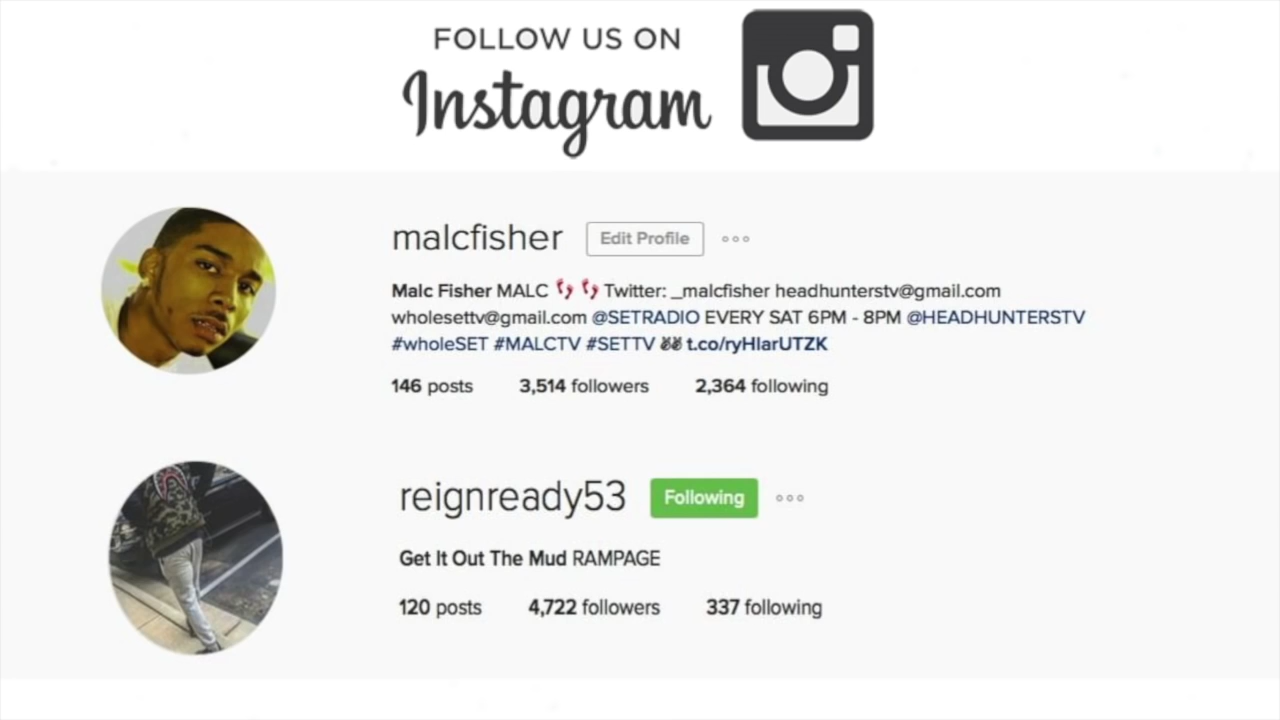 FOLLOW US ON
Instagram
malcfisher Edit Profile
Malc Fisher MALC 👣 👣 Twitter: _malcfisher headhunterstv@gmail.com
wholesettv@gmail.com @SETRADIO EVERY SAT 6PM - 8PM @HEADHUNTERSTV
#wholeSET #MALCTV #SETTV ✌✌ t.co/ryHlarUTZK
146 posts 3,514 followers 2,364 following
reignready53 Following
Get It Out The Mud RAMPAGE
120 posts 4,722 followers 337 following